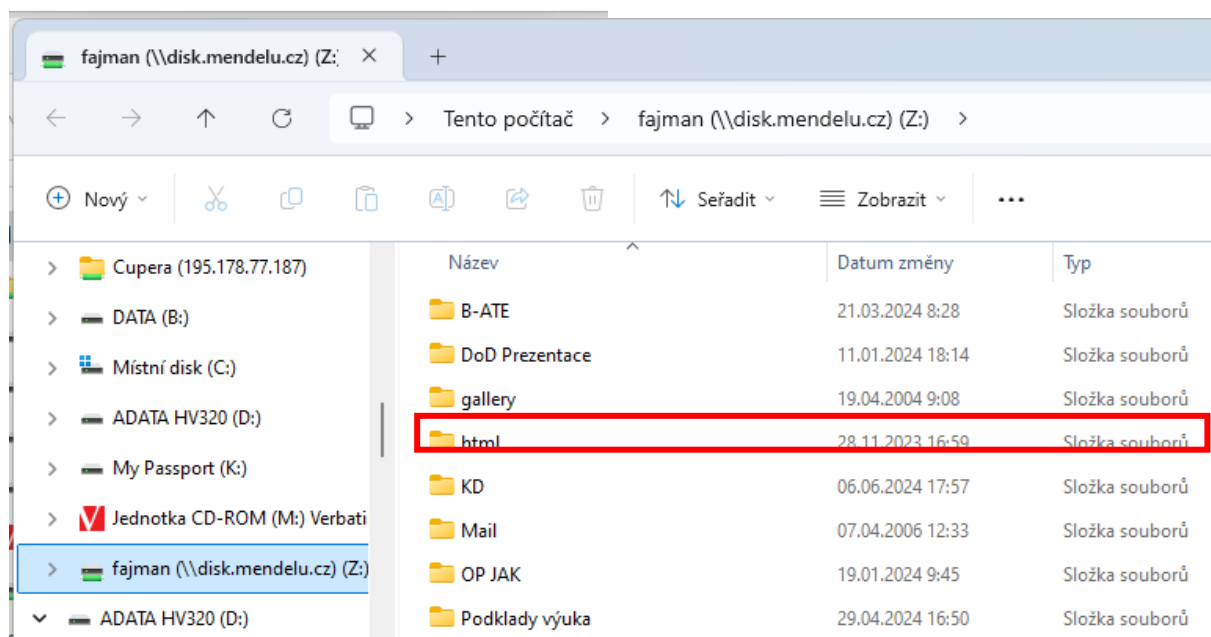 fajman (\\disk.mendelu.cz) (Z:)
Tento počítač > fajman (\\disk.mendelu.cz) (Z:) >
Nový Seřadit Zobrazit ...
Název Datum změny Typ
Cupera (195.178.77.187)
DATA (B:)
Místní disk (C:)
ADATA HV320 (D:)
My Passport (K:)
Jednotka CD-ROM (M:) Verbati
fajman (\\disk.mendelu.cz) (Z:)
ADATA HV320 (D:)
B-ATE 21.03.2024 8:28 Složka souborů
DoD Prezentace 11.01.2024 18:14 Složka souborů
gallery 19.04.2004 9:08 Složka souborů
html 28.11.2023 16:59 Složka souborů
KD 06.06.2024 17:57 Složka souborů
Mail 07.04.2006 12:33 Složka souborů
OP JAK 19.01.2024 9:45 Složka souborů
Podklady výuka 29.04.2024 16:50 Složka souborů